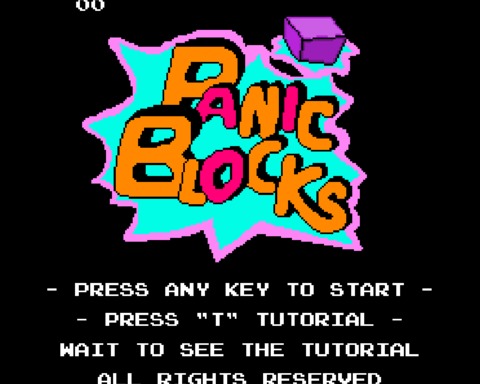 00
PANIC
BLOCKS
- PRESS ANY KEY TO START -
- PRESS "T" TUTORIAL -
WAIT TO SEE THE TUTORIAL
ALL RIGHTS RESERVED